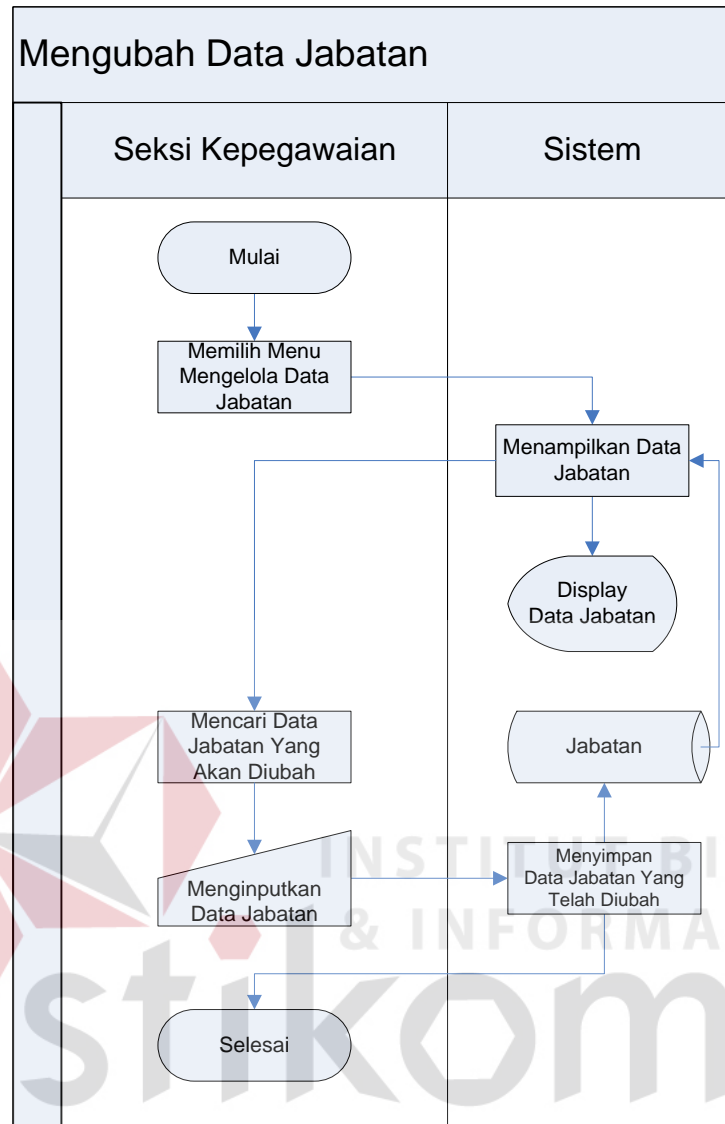 Mengubah Data Jabatan
Seksi Kepegawaian
Sistem
Mulai
Memilih Menu
Mengelola Data
Jabatan
Menampilkan Data
Jabatan
Display
Data Jabatan
Mencari Data
Jabatan Yang
Akan Diubah
Jabatan
Menginputkan
Data Jabatan
Menyimpan
Data Jabatan Yang
Telah Diubah
Selesai
INSTITUT BI
& INFORMA
stikom